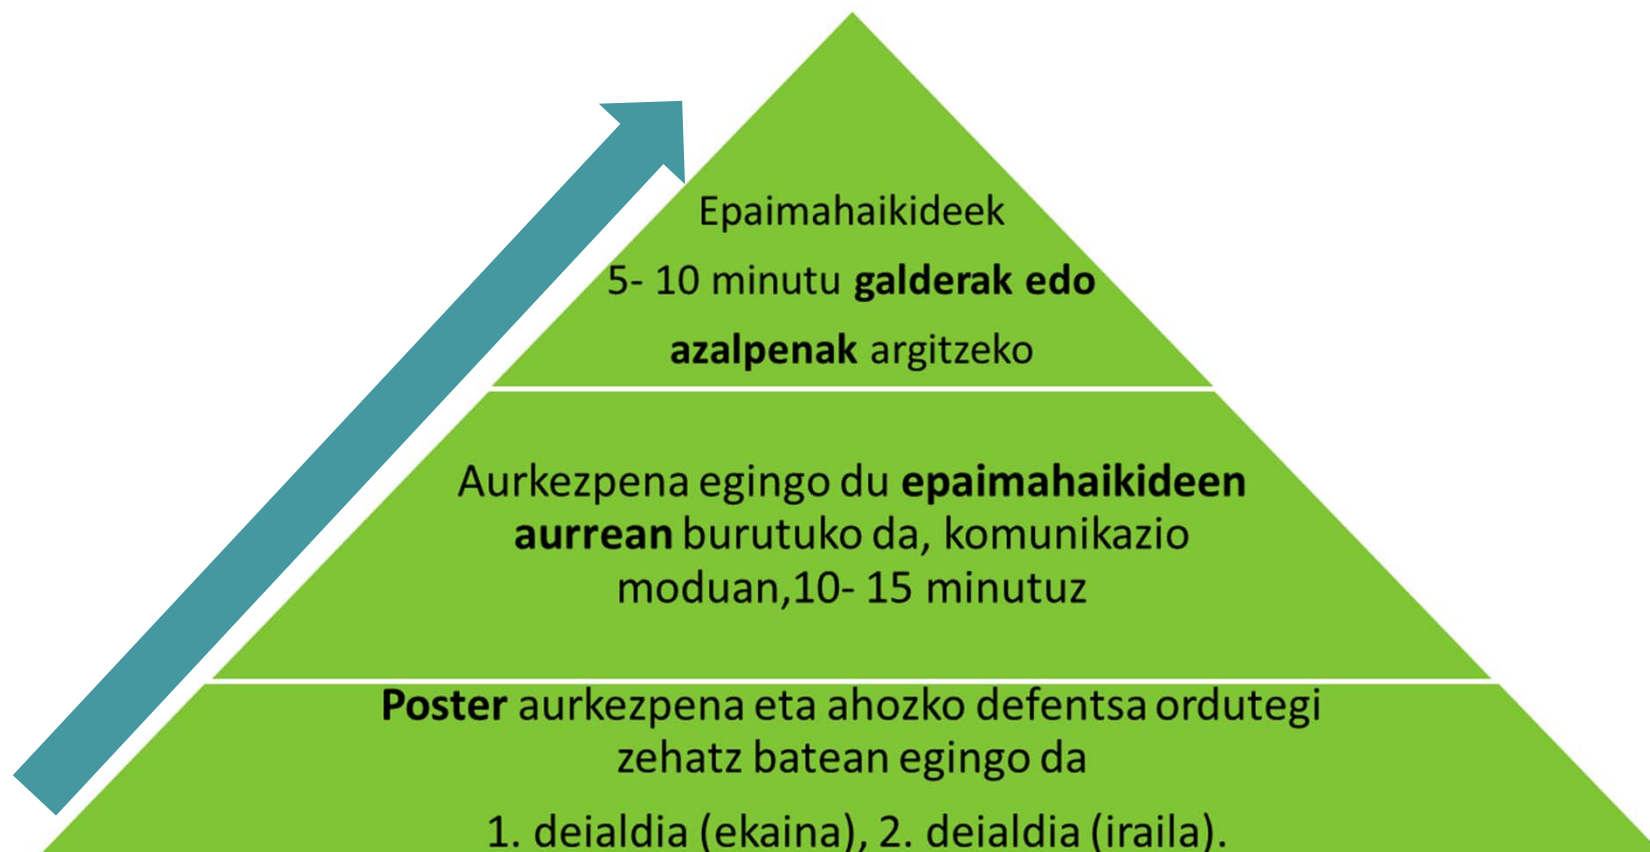 Epaimahaikideek
5- 10 minutu galderak edo
azalpenak argitzeko
Aurkezpena egingo du epaimahaikideen
aurrean burutuko da, komunikazio
moduan,10- 15 minutuz
Poster aurkezpena eta ahozko defentsa ordutegi
zehatz batean egingo da
1. deialdia (ekaina), 2. deialdia (iraila).